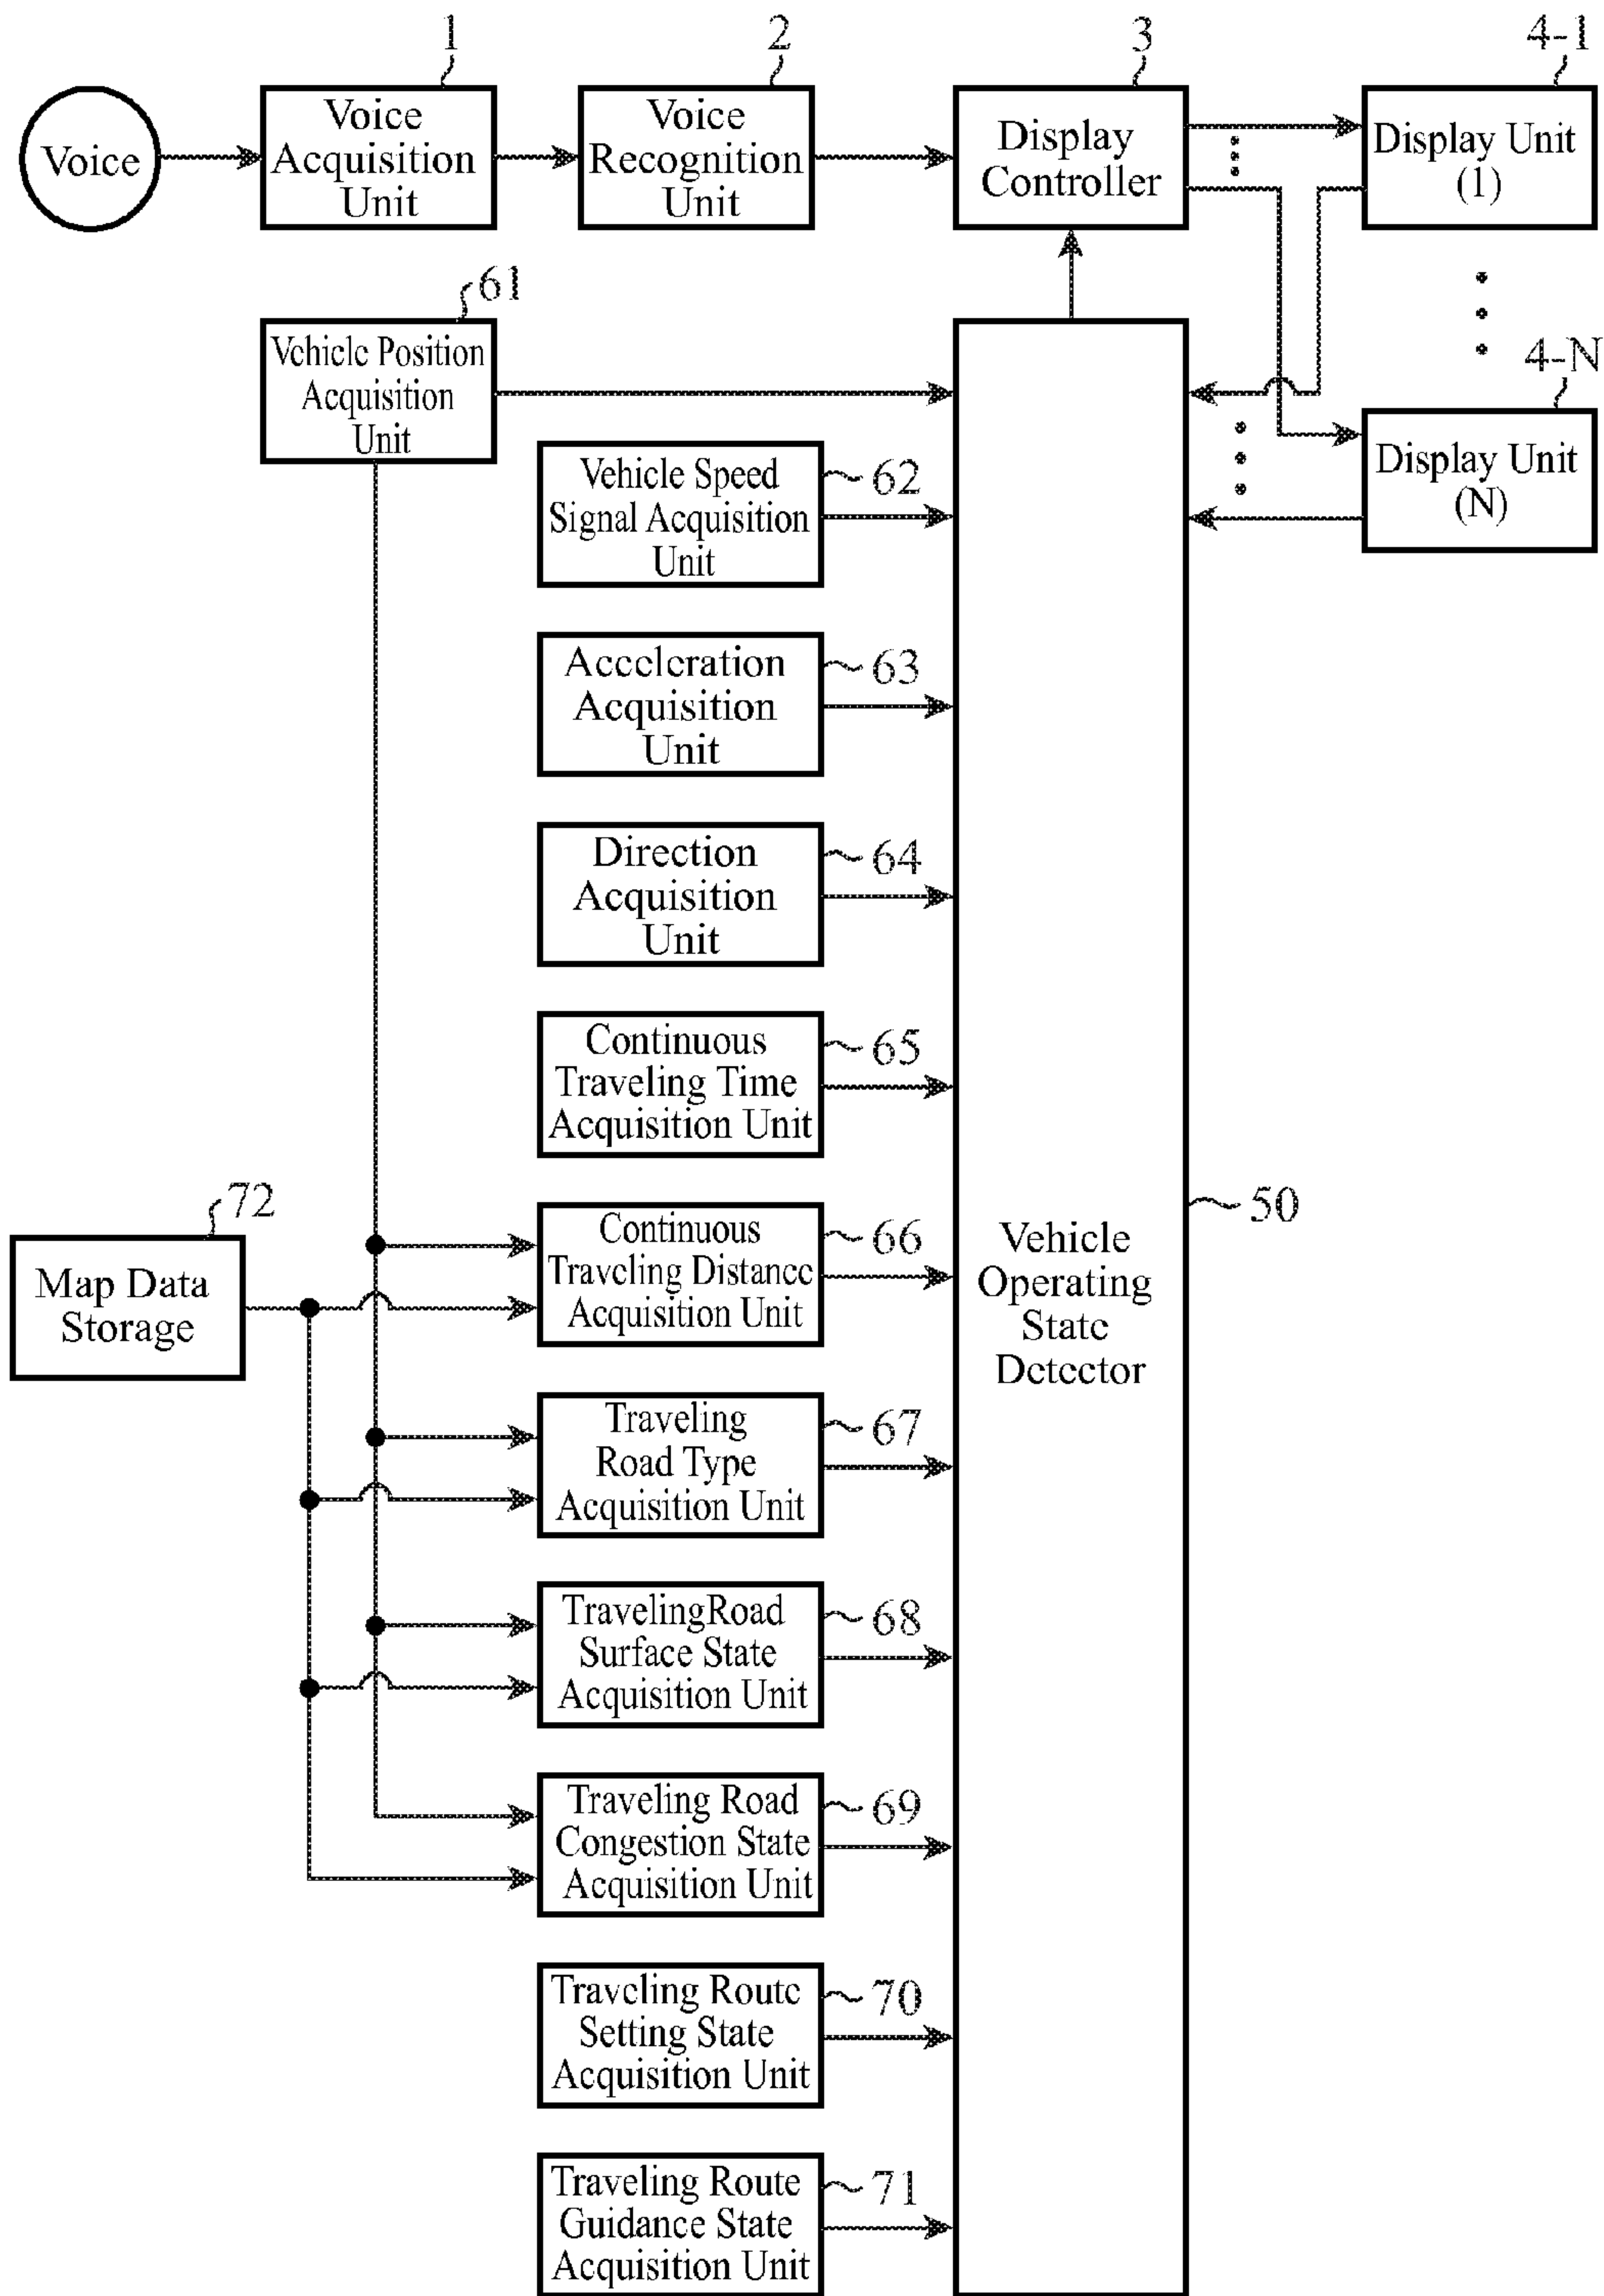 1
2
3
4-1
Voice
Voice
Acquisition
Unit
Voice
Recognition
Unit
Display
Controller
Display Unit
(1)
61
Vehicle Position
Acquisition
Unit
4-N
Display Unit
(N)
Vehicle Speed
Signal Acquisition
Unit
62
Acceleration
Acquisition
Unit
63
Direction
Acquisition
Unit
64
Continuous
Traveling Time
Acquisition Unit
65
72
Map Data
Storage
Continuous
Traveling Distance
Acquisition Unit
66
Vehicle
Operating
State
Detector
50
Traveling
Road Type
Acquisition Unit
67
TravelingRoad
Surface State
Acquisition Unit
68
Traveling Road
Congestion State
Acquisition Unit
69
Traveling Route
Setting State
Acquisition Unit
70
Traveling Route
Guidance State
Acquisition Unit
71